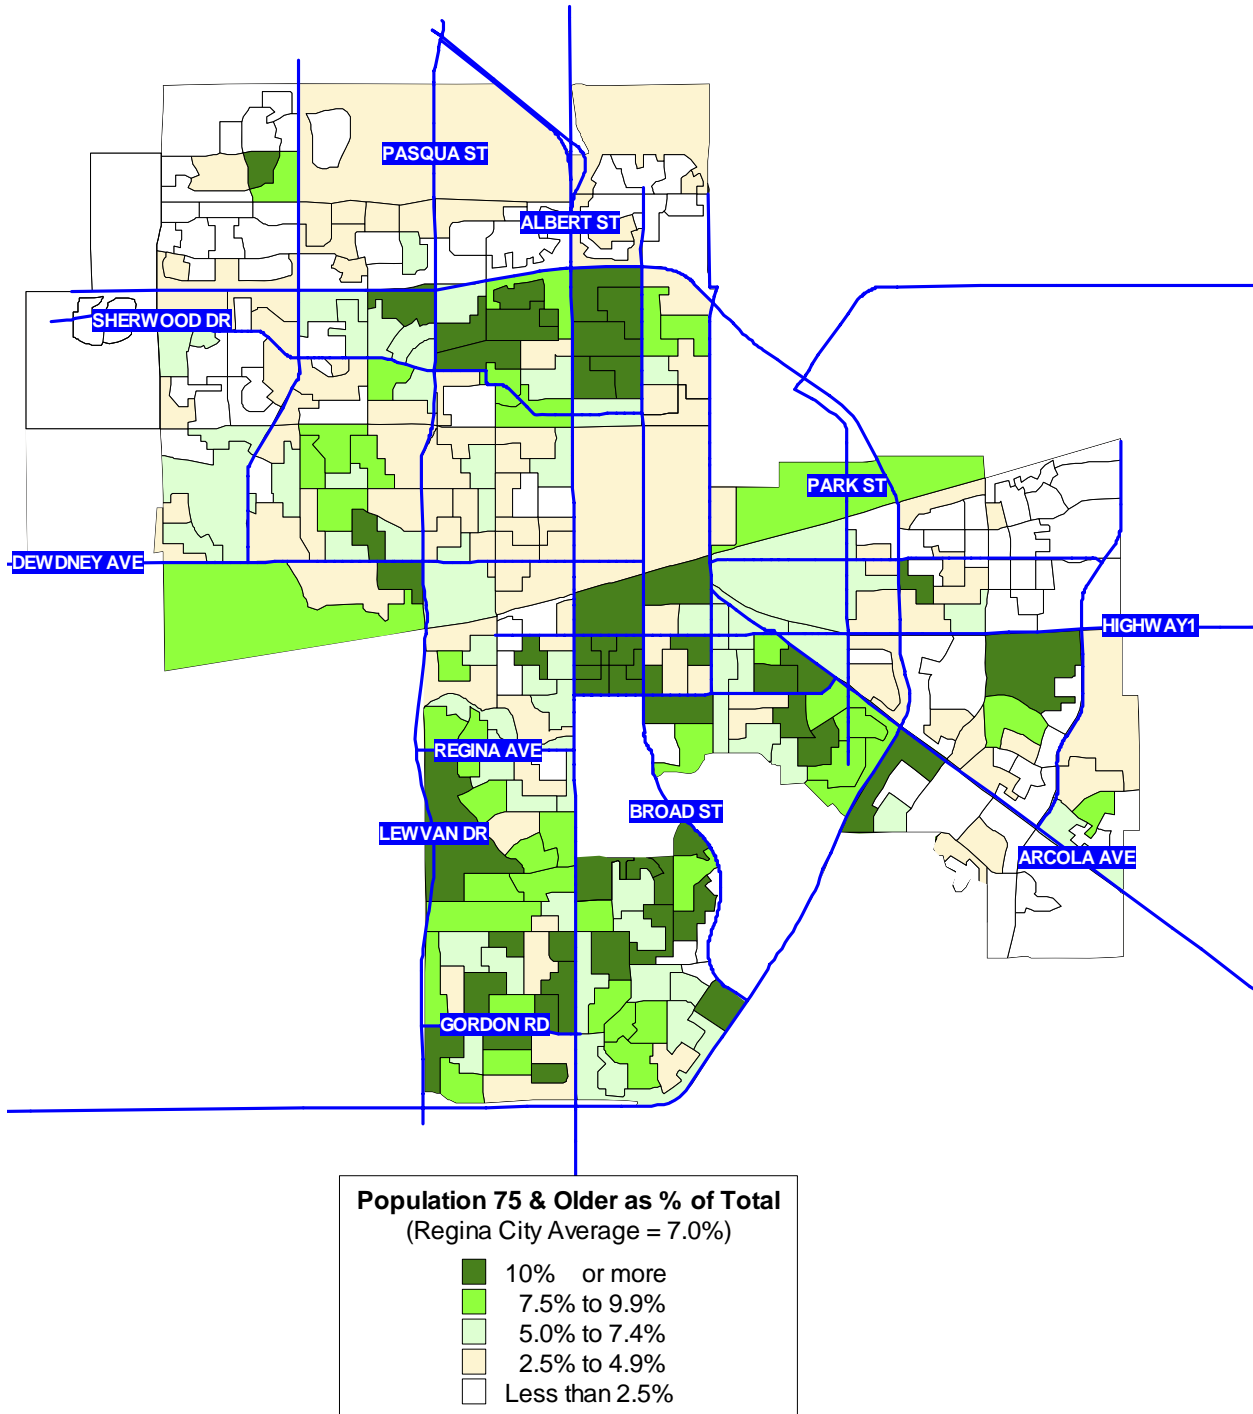 PASQUA ST
ALBERT ST
SHERWOOD DR
PARK ST
DEWDNEY AVE
HIGHWAY1
REGINA AVE
BROAD ST
LEWVAN DR
ARCOLA AVE
GORDON RD
Population 75 & Older as % of Total
(Regina City Average = 7.0%)
10% or more
7.5% to 9.9%
5.0% to 7.4%
2.5% to 4.9%
Less than 2.5%